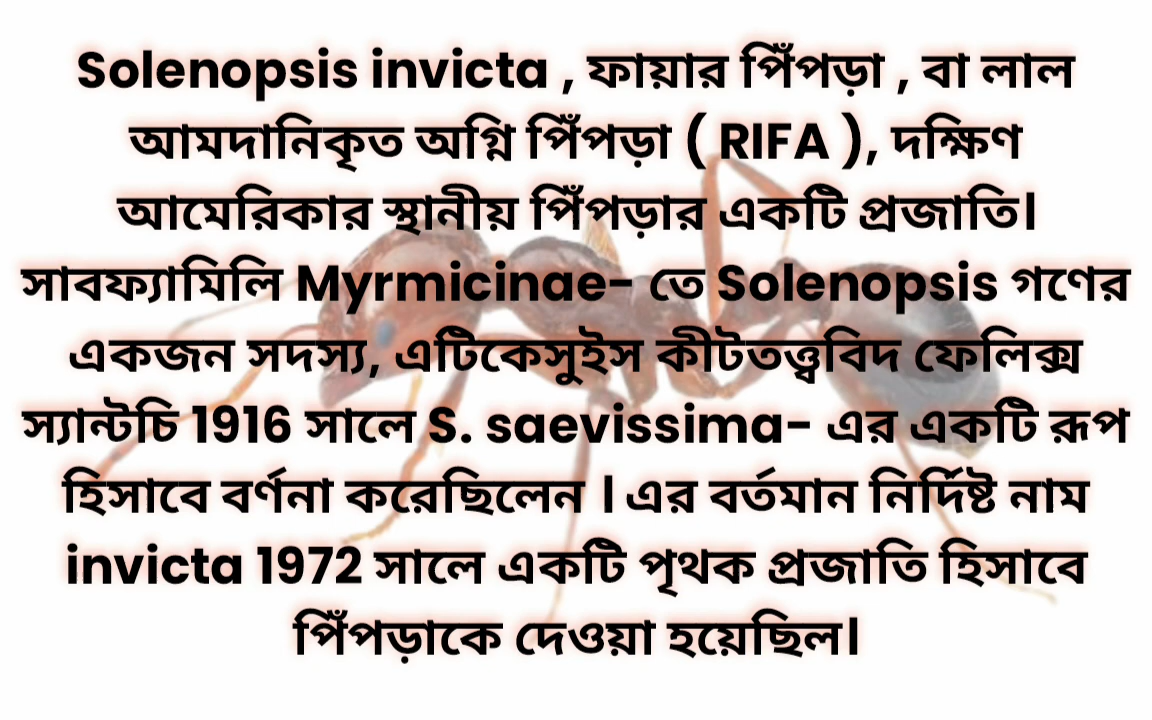 Solenopsis invicta , ফায়ার পিঁপড়া , বা লাল
আমদানিকৃত অগ্নি পিঁপড়া ( RIFA ), দক্ষিণ
আমেরিকার স্থানীয় পিঁপড়ার একটি প্রজাতি।
সাবফ্যামিলি Myrmicinae- তে Solenopsis গণের
একজন সদস্য, এটিকেসুইস কীটতত্ত্ববিদ ফেলিক্স
স্যান্টচি 1916 সালে S. saevissima- এর একটি রূপ
হিসাবে বর্ণনা করেছিলেন । এর বর্তমান নির্দিষ্ট নাম
invicta 1972 সালে একটি পৃথক প্রজাতি হিসাবে
পিঁপড়াকে দেওয়া হয়েছিল।